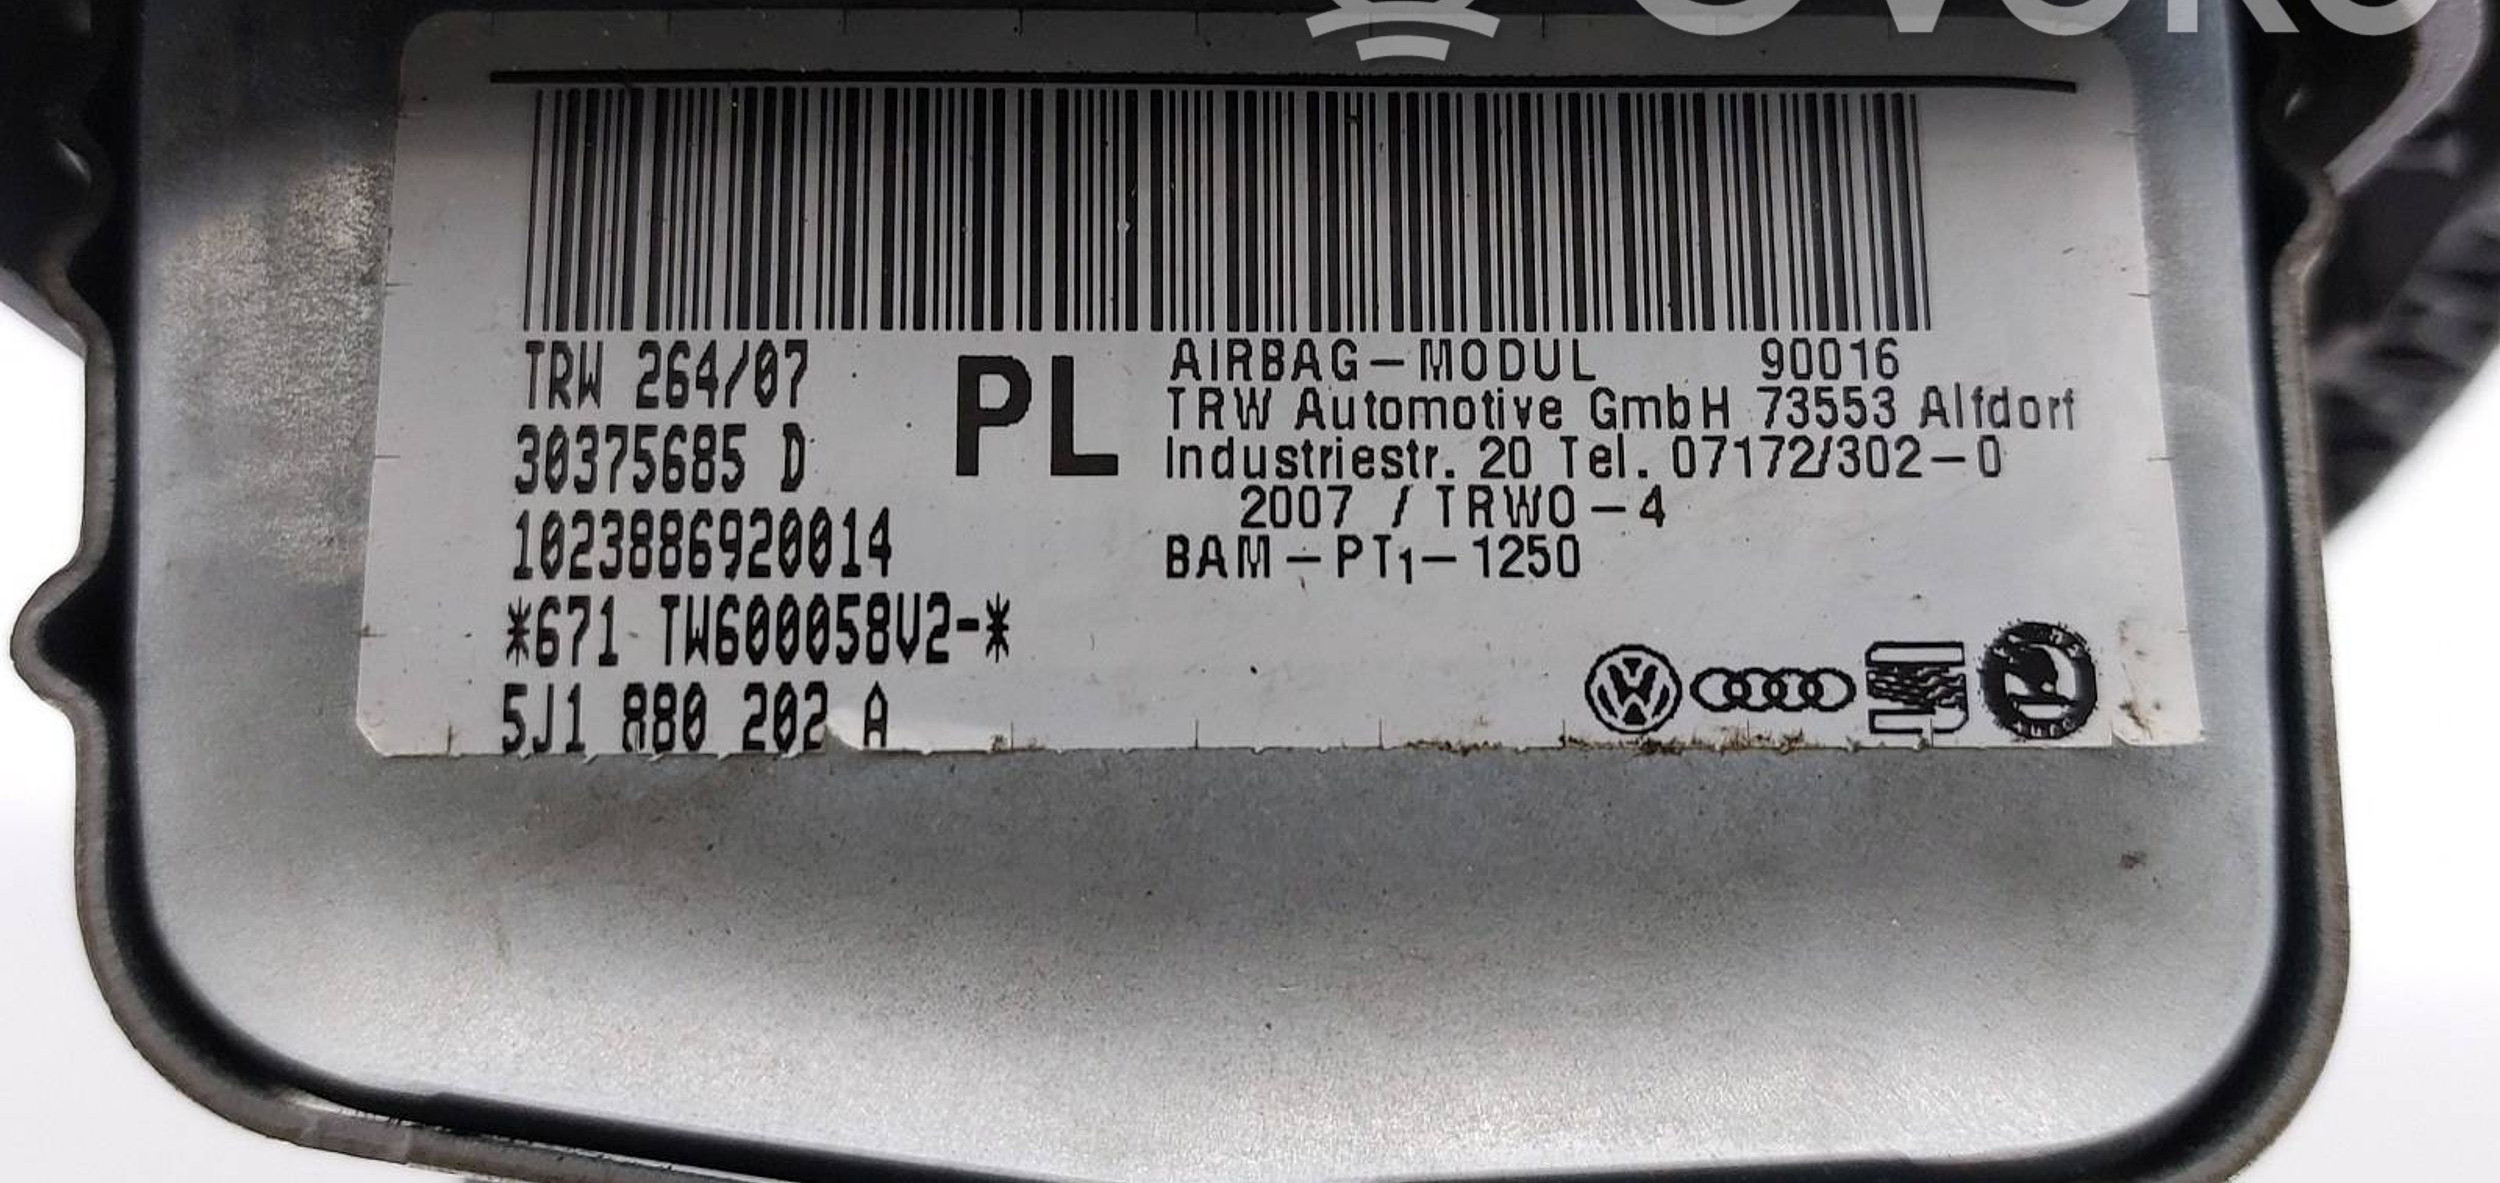 TRW 264/07
30375685 D
1023886920014
*671 TW600058V2-*
5J1 880 202 A
PL
AIRBAG-MODUL 90016
TRW Automotive GmbH 73553 Alfdorf
Industriestr. 20 Tel. 07172/302-0
2007 / TRWO-4
BAM-PT1-1250